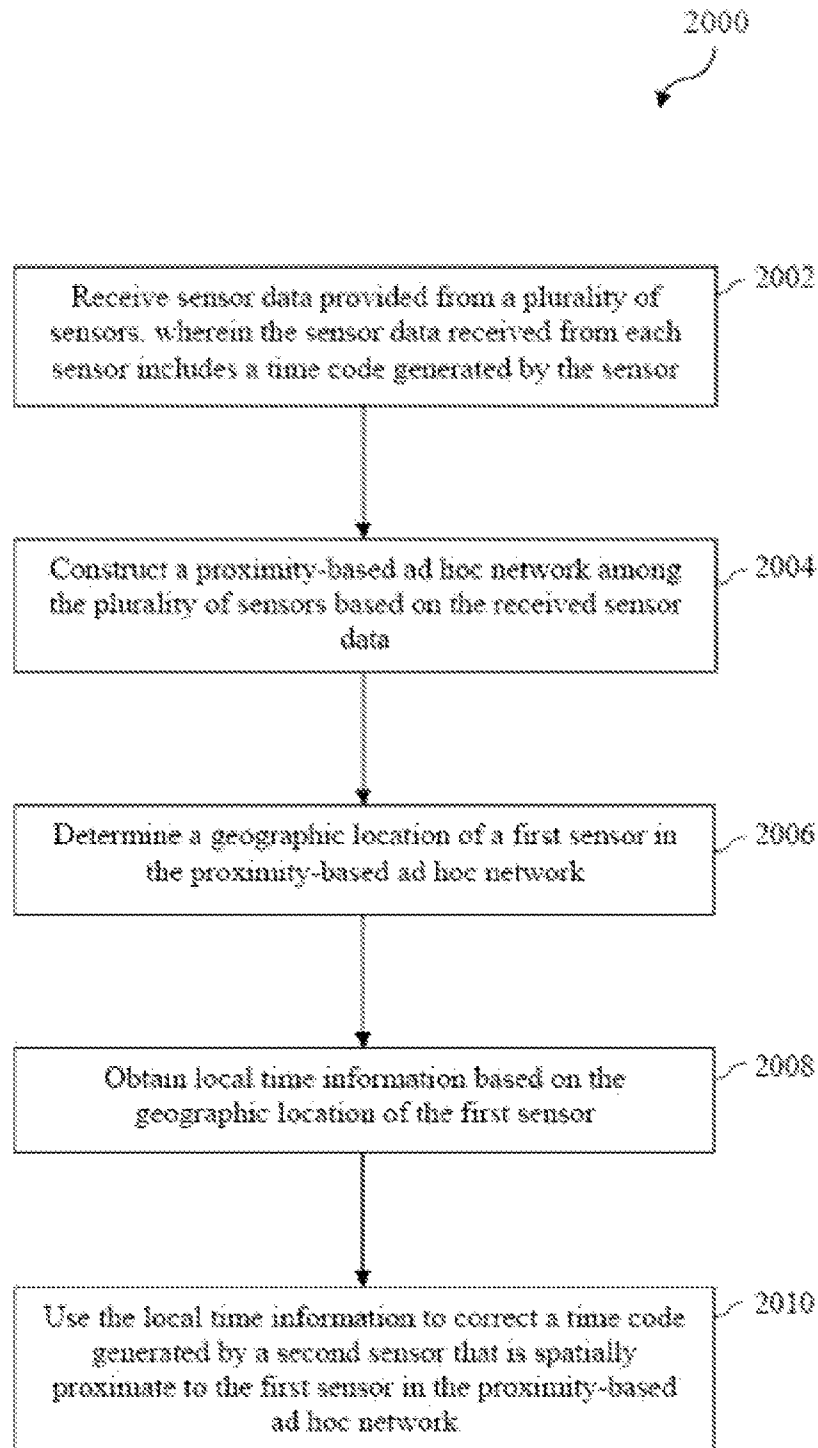 2000
Receive sensor data provided from a plurality of
sensors, wherein the sensor data received from each
sensor includes a time code generated by the sensor
2002
Construct a proximity-based ad hoc network among
the plurality of sensors based on the received sensor
data
2004
Determine a geographic location of a first sensor in
the proximity-based ad hoc network
2006
Obtain local time information based on the
geographic location of the first sensor
2008
Use the local time information to correct a time code
generated by a second sensor that is spatially
proximate to the first sensor in the proximity-based
ad hoc network
2010